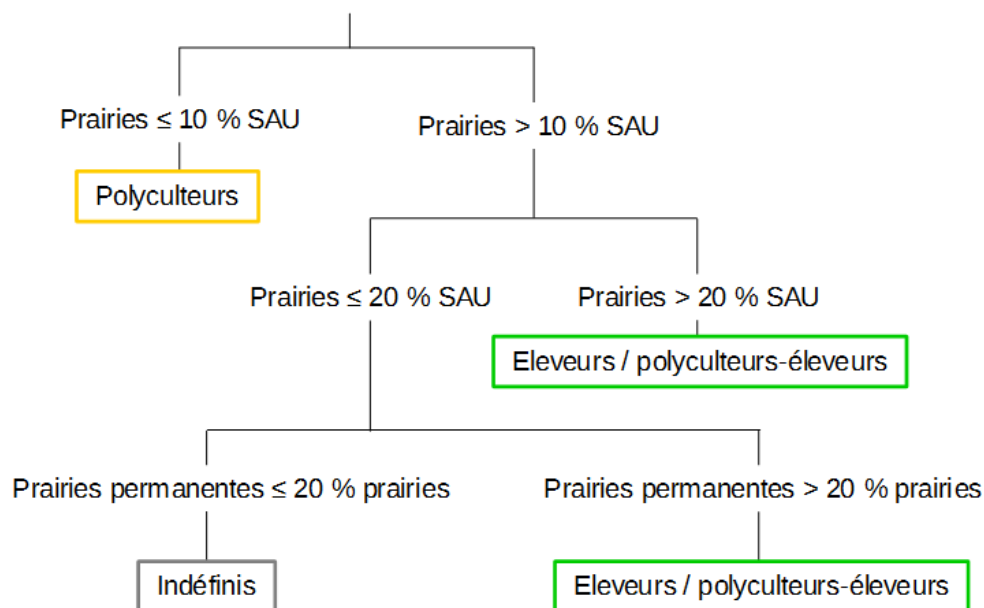 Prairies ≤ 10 % SAU
Prairies > 10 % SAU
Polyculteurs
Prairies ≤ 20 % SAU
Prairies > 20 % SAU
Eleveurs / polyculteurs-éleveurs
Prairies permanentes ≤ 20 % prairies
Prairies permanentes > 20 % prairies
Indéfinis
Eleveurs / polyculteurs-éleveurs